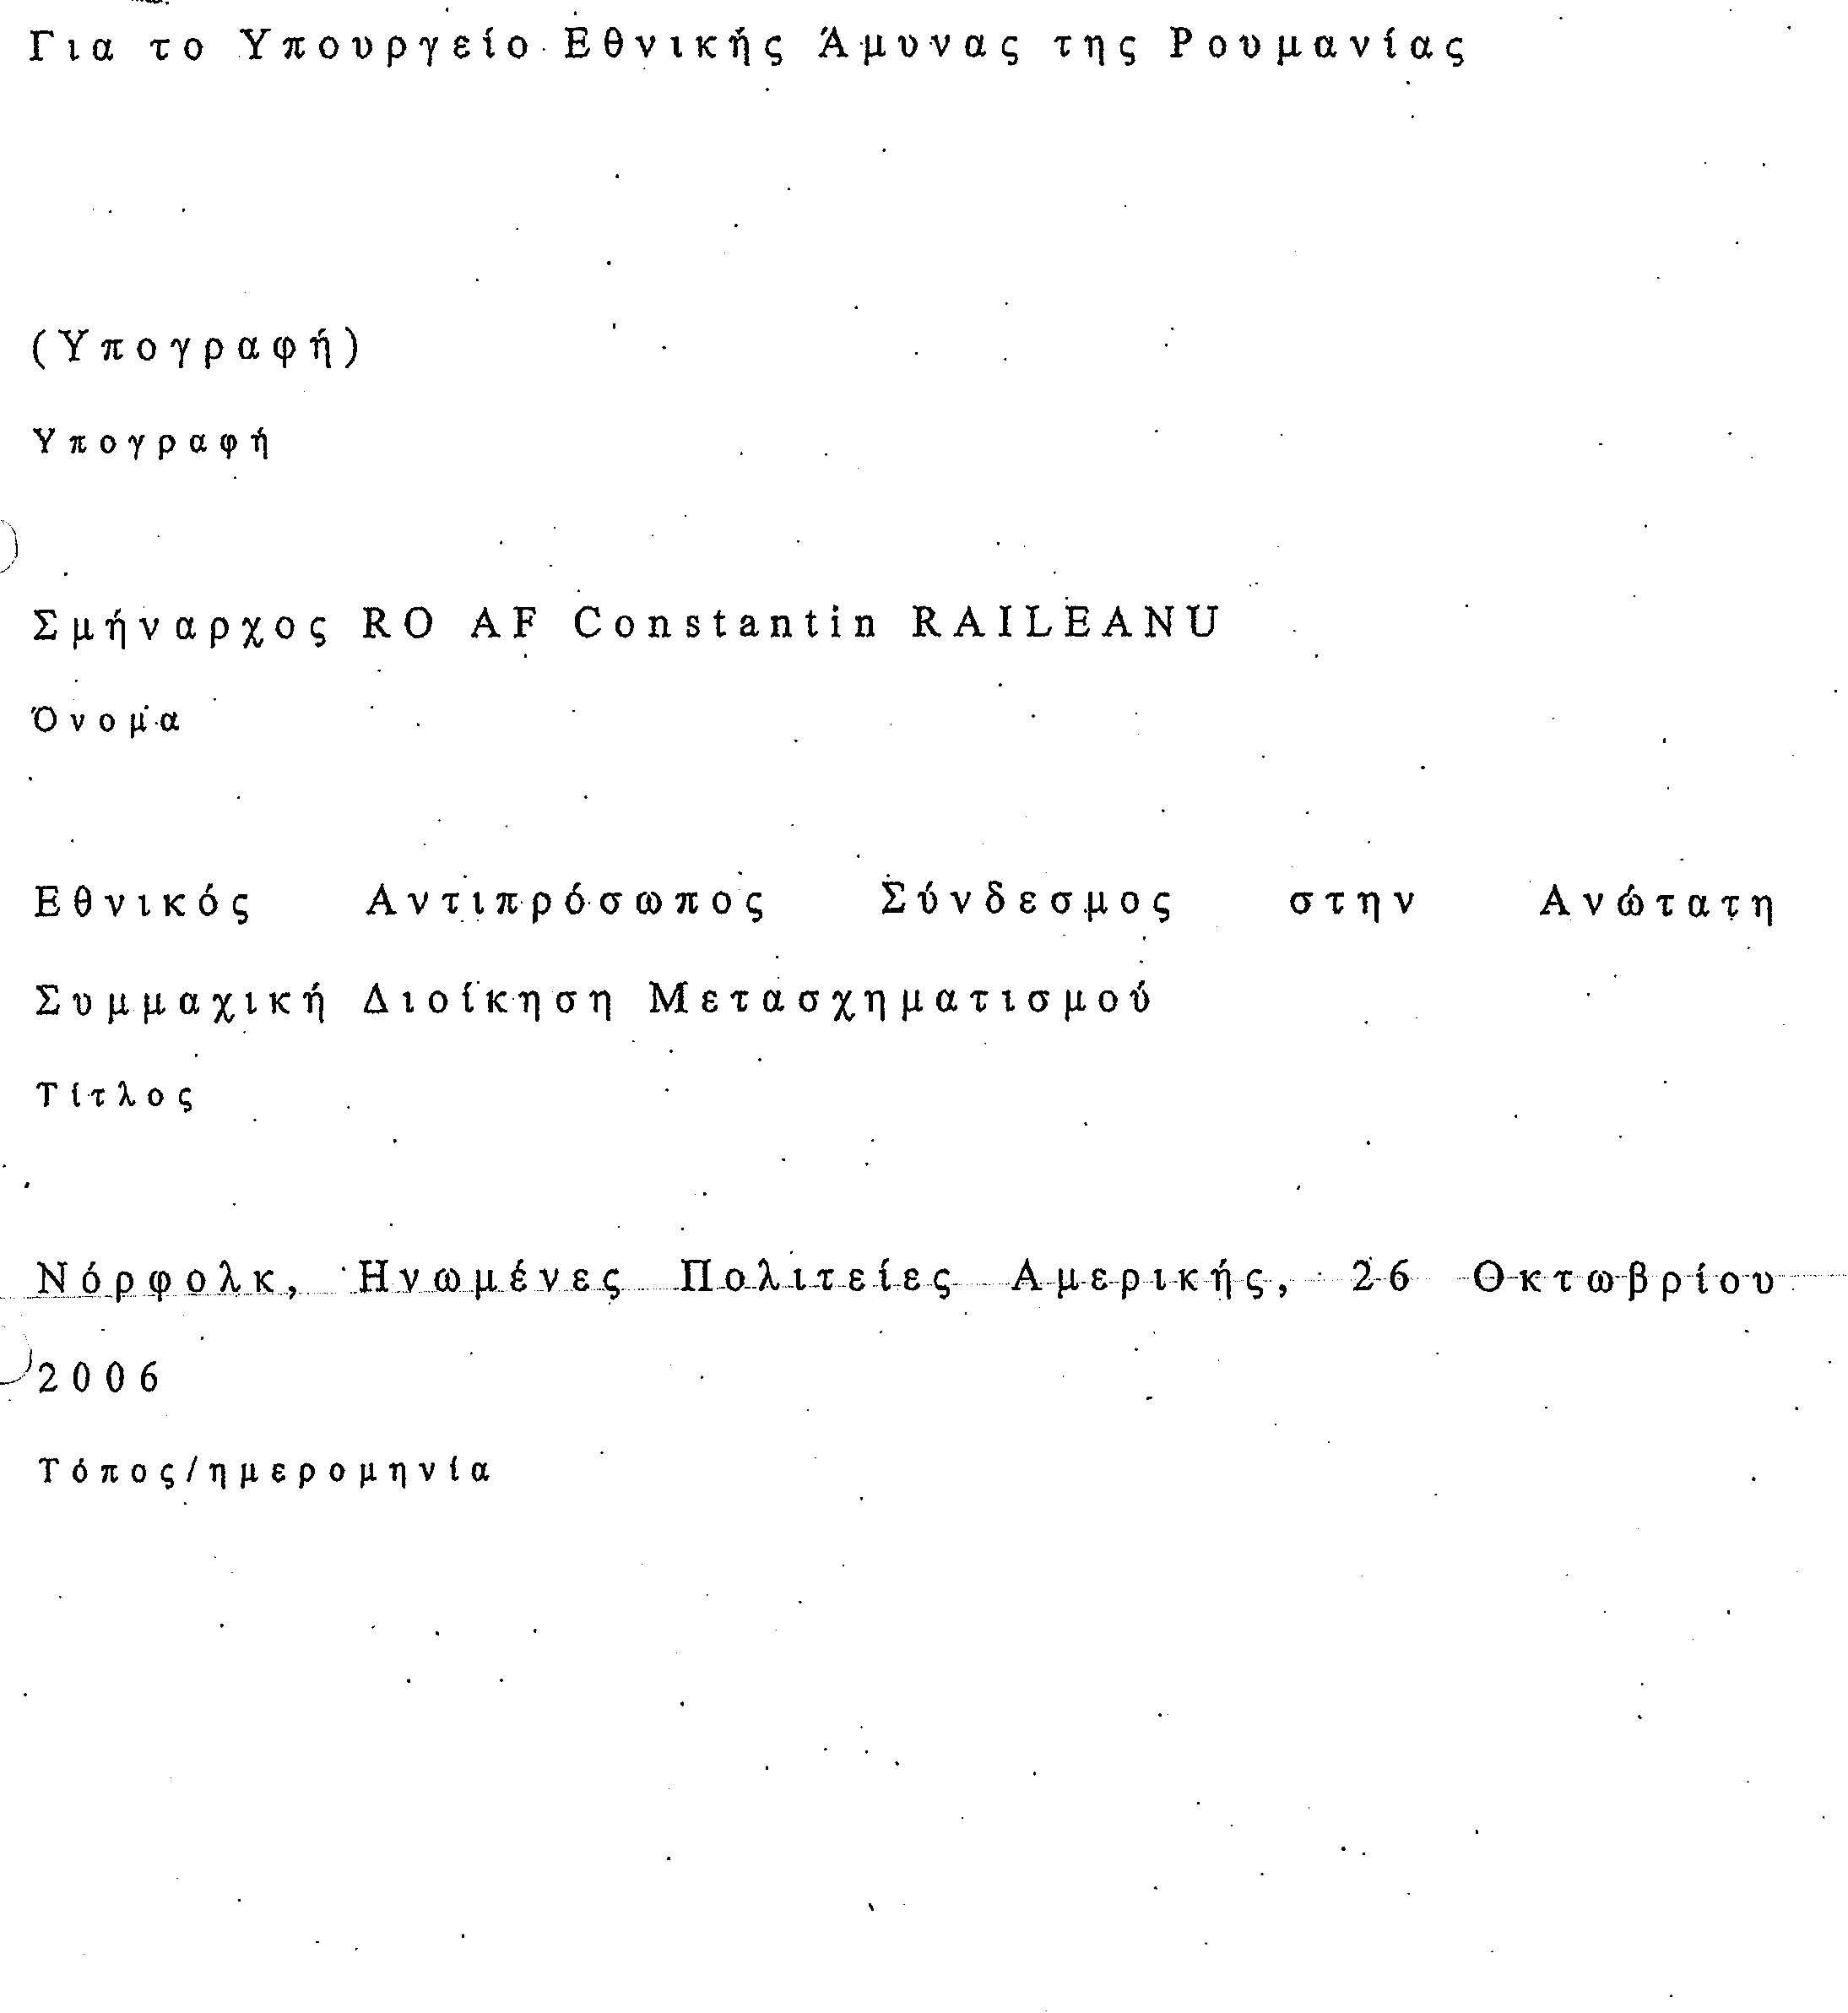 Για το Υπουργείο Εθνικής Άμυνας της Ρουμανίας
(Υπογραφή)
Υπογραφή
Σμήναρχος RO AF Constantin RAILEANU
Όνομα
Εθνικός Αντιπρόσωπος Σύνδεσμος στην Ανώτατη
Συμμαχική Διοίκηση Μετασχηματισμού
Τίτλος
Νόρφολκ, Ηνωμένες Πολιτείες Αμερικής, 26 Οκτωβρίου
2006
Τόπος/ημερομηνία